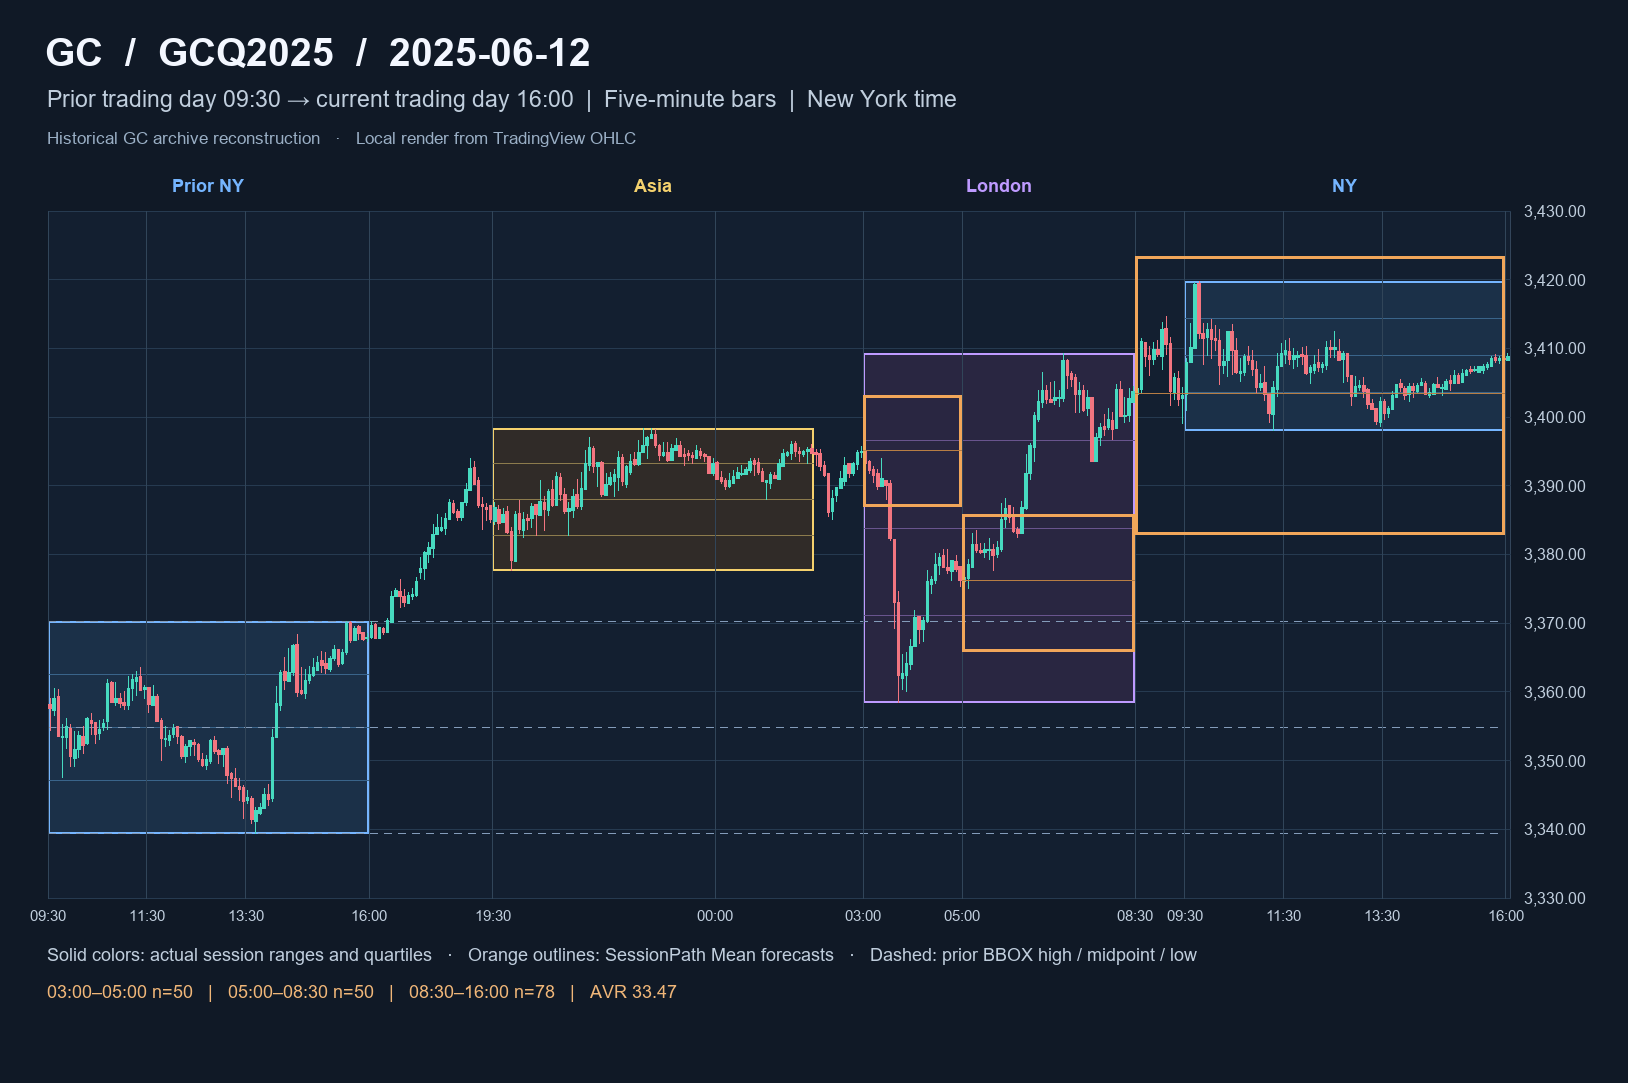 GC / GCQ2025 / 2025-06-12
Prior trading day 09:30 → current trading day 16:00 | Five-minute bars | New York time
Historical GC archive reconstruction · Local render from TradingView OHLC
Prior NY Asia London NY
3,430.00
3,420.00
3,410.00
3,400.00
3,390.00
3,380.00
3,370.00
3,360.00
3,350.00
3,340.00
3,330.00
09:30 11:30 13:30 16:00 19:30 00:00 03:00 05:00 08:30 09:30 11:30 13:30 16:00
Solid colors: actual session ranges and quartiles · Orange outlines: SessionPath Mean forecasts · Dashed: prior BBOX high / midpoint / low
03:00–05:00 n=50 | 05:00–08:30 n=50 | 08:30–16:00 n=78 | AVR 33.47